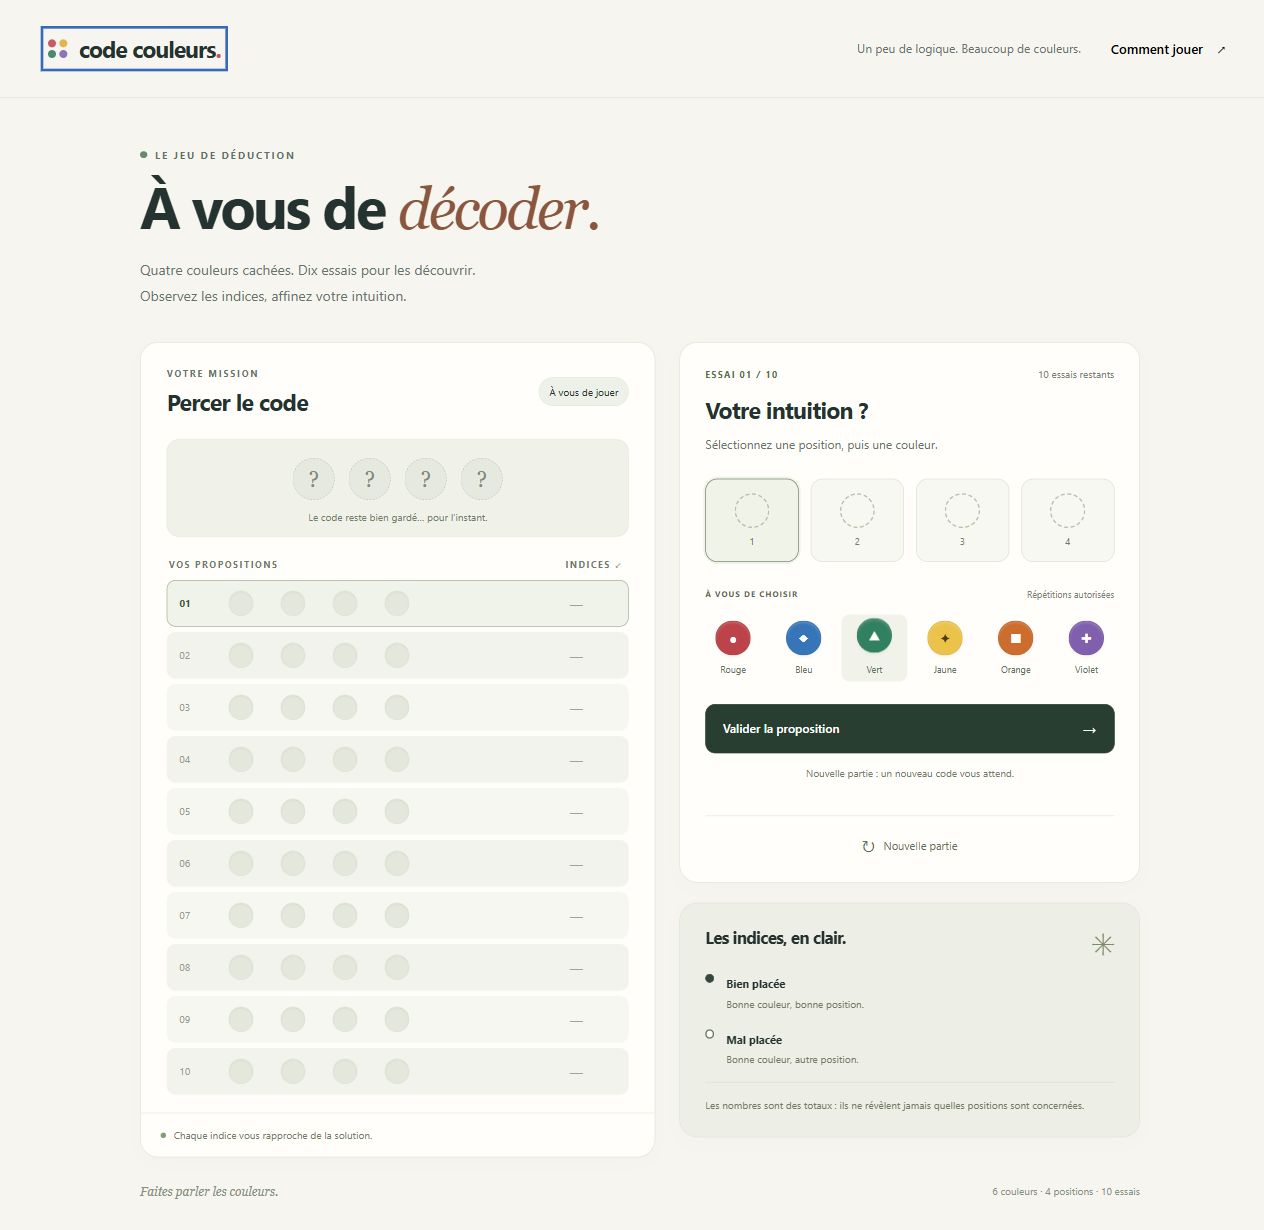 code couleurs.
Un peu de logique. Beaucoup de couleurs.
Comment jouer ↗
LE JEU DE DÉDUCTION
À vous de décoder.
Quatre couleurs cachées. Dix essais pour les découvrir.
Observez les indices, affinez votre intuition.
VOTRE MISSION
Percer le code
À vous de jouer
? ? ? ?
Le code reste bien gardé... pour l'instant.
VOS PROPOSITIONS
INDICES ✓
01 —
02 —
03 —
04 —
05 —
06 —
07 —
08 —
09 —
10 —
Chaque indice vous rapproche de la solution.
ESSAI 01 / 10
10 essais restants
Votre intuition ?
Sélectionnez une position, puis une couleur.
1 2 3 4
À VOUS DE CHOISIR
Répétitions autorisées
Rouge Bleu Vert Jaune Orange Violet
Valider la proposition →
Nouvelle partie : un nouveau code vous attend.
↻ Nouvelle partie
Les indices, en clair.
Bien placée
Bonne couleur, bonne position.
Mal placée
Bonne couleur, autre position.
Les nombres sont des totaux : ils ne révèlent jamais quelles positions sont concernées.
Faites parler les couleurs.
6 couleurs · 4 positions · 10 essais